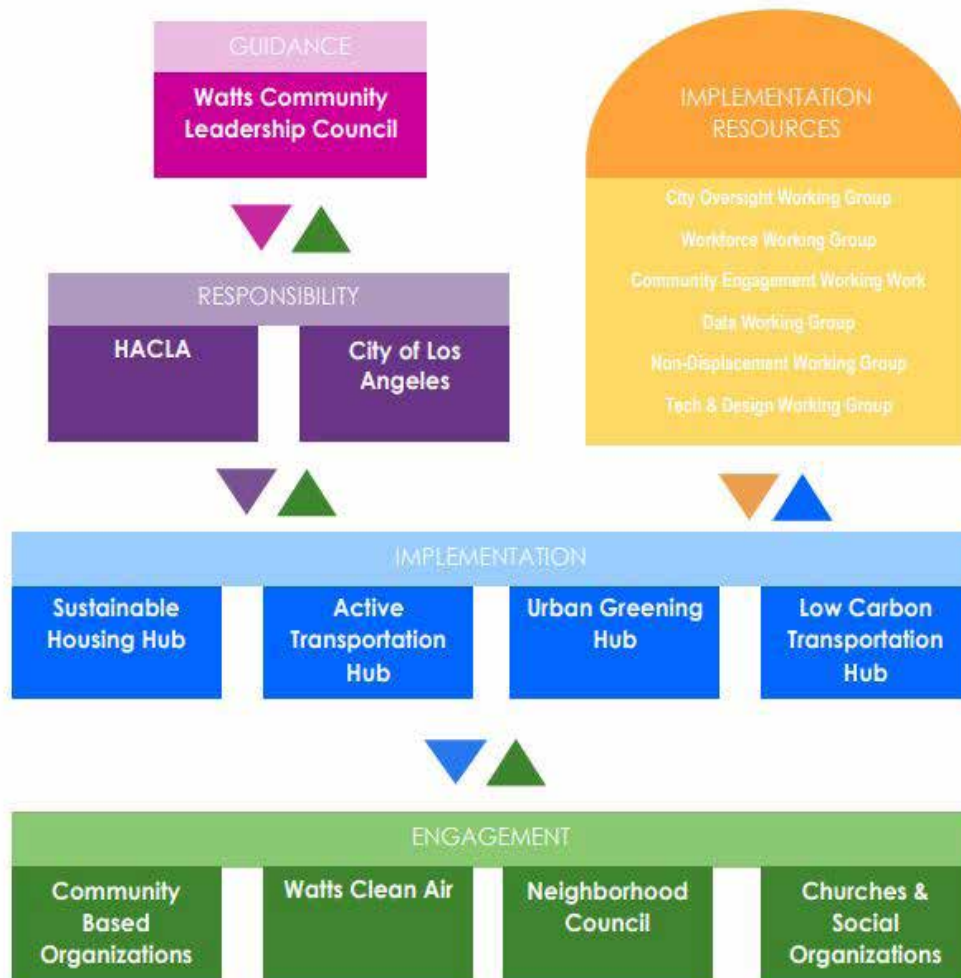 GUIDANCE
Watts Community
Leadership Council
IMPLEMENTATION
RESOURCES
City Oversight Working Group
Workforce Working Group
Community Engagement Working Work
Data Working Group
Non-Displacement Working Group
Tech & Design Working Group
RESPONSIBILITY
HACLA
City of Los
Angeles
IMPLEMENTATION
Sustainable
Housing Hub
Active
Transportation
Hub
Urban Greening
Hub
Low Carbon
Transportation
Hub
ENGAGEMENT
Community
Based
Organizations
Watts Clean Air
Neighborhood
Council
Churches &
Social
Organizations